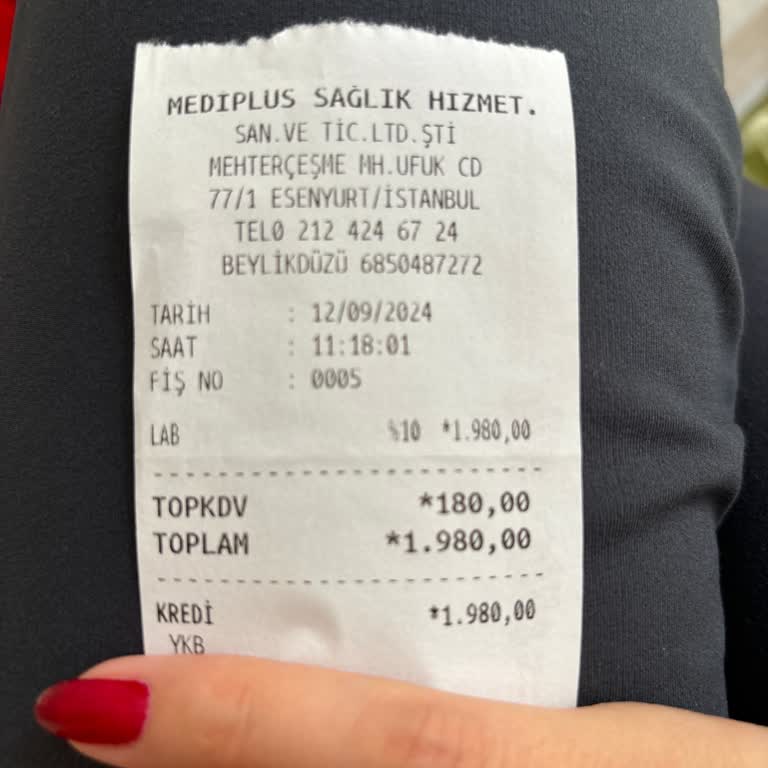 MEDIPLUS SAĞLIK HIZMET.
SAN.VE TİC.LTD.ŞTİ
MEHTERÇEŞME MH.UFUK CD
77/1 ESENYURT/İSTANBUL
TEL0 212 424 67 24
BEYLİKDÜZÜ 6850487272
TARİH : 12/09/2024
SAAT : 11:18:01
FİŞ NO : 0005
LAB %10 *1.980,00
TOPKDV *180,00
TOPLAM *1.980,00
KREDİ *1.980,00
YKB